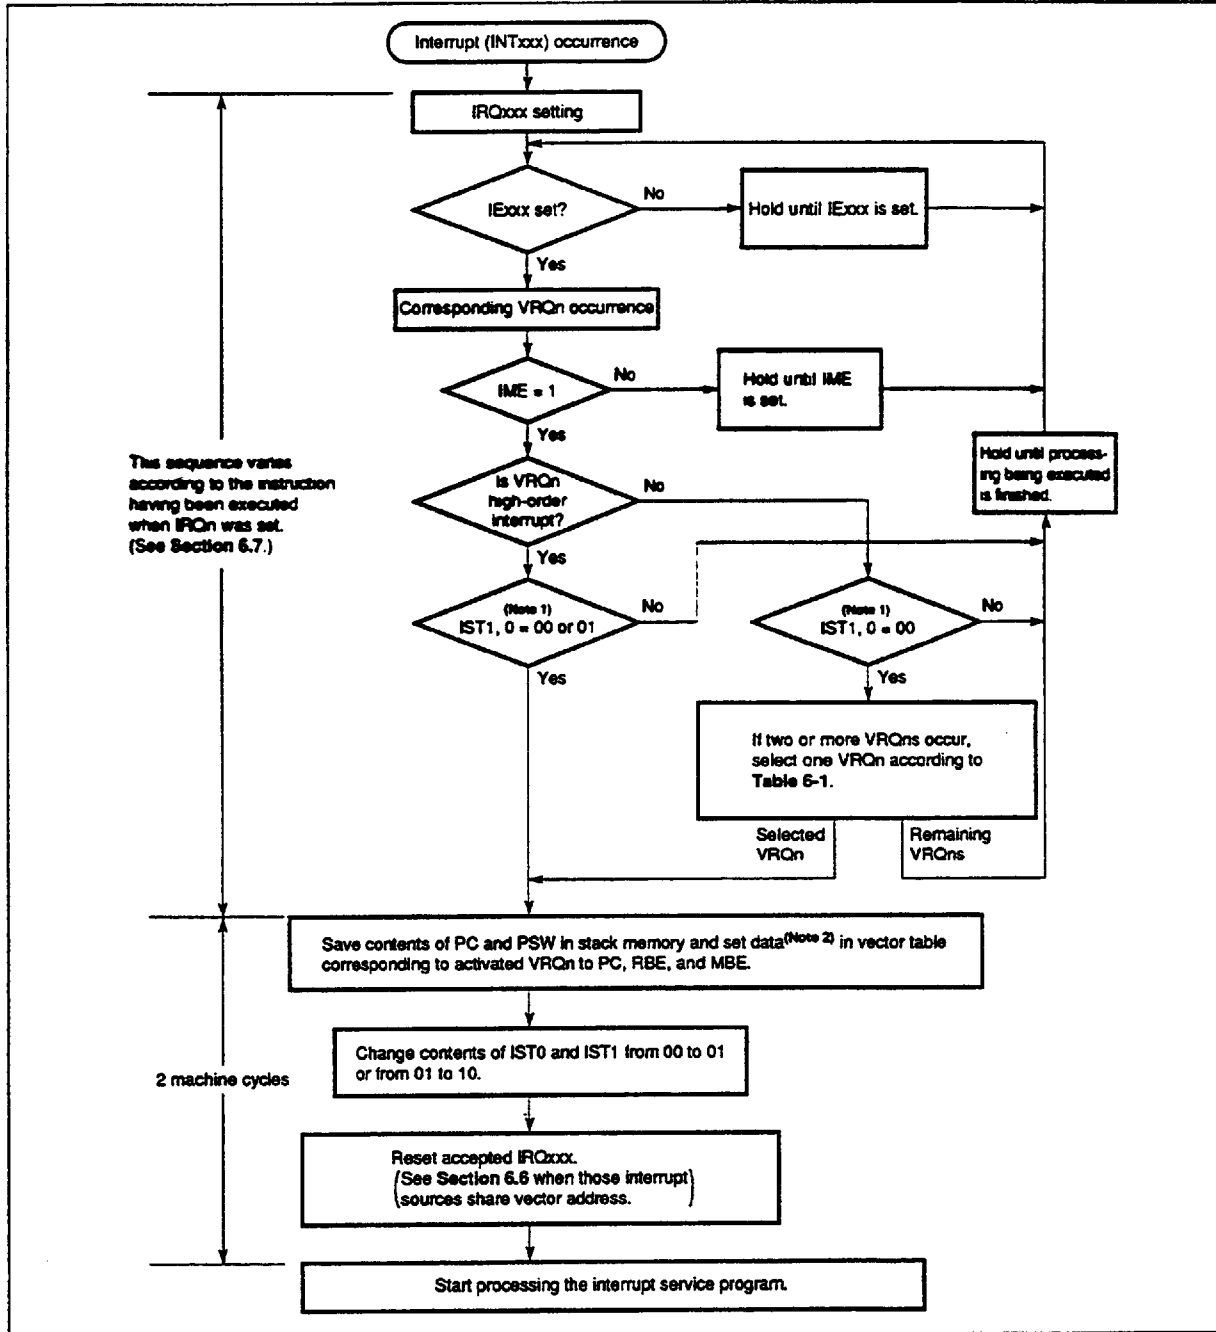 Interrupt (INTxxx) occurrence
IRQxxx setting
IExxx set?
No
Hold until IExxx is set.
Yes
Corresponding VRQn occurrence
IME = 1
No
Hold until IME
is set.
Yes
Hold until process-
ing being executed
is finished.
This sequence varies
according to the instruction
having been executed
when IRQn was set.
(See Section 6.7.)
Is VRQn
high-order
interrupt?
No
Yes
(Note 1)
IST1, 0 = 00 or 01
No
(Note 1)
IST1, 0 = 00
No
Yes
Yes
If two or more VRQns occur,
select one VRQn according to
Table 6-1.
Selected
VRQn
Remaining
VRQns
Save contents of PC and PSW in stack memory and set data(Note 2) in vector table
corresponding to activated VRQn to PC, RBE, and MBE.
Change contents of IST0 and IST1 from 00 to 01
or from 01 to 10.
2 machine cycles
Reset accepted IRQxxx.
(See Section 6.6 when those interrupt
sources share vector address.)
Start processing the interrupt service program.